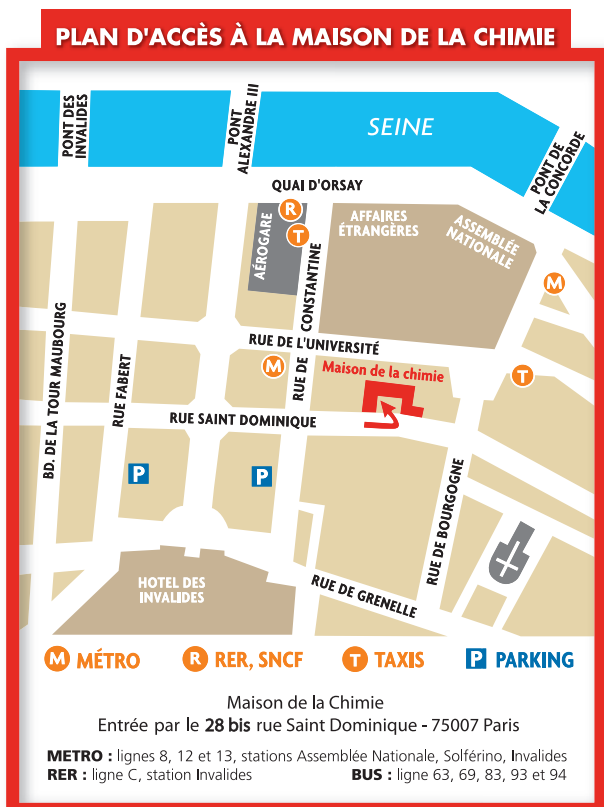 PLAN D'ACCÈS À LA MAISON DE LA CHIMIE
PONT DES
INVALIDES
PONT
ALEXANDRE III
SEINE
PONT DE
LA CONCORDE
QUAI D'ORSAY
R
T
AÉROGARE
AFFAIRES
ÉTRANGÈRES
ASSEMBLÉE
NATIONALE
M
RUE DE CONSTANTINE
RUE DE L'UNIVERSITÉ
M
Maison de la chimie
T
BD. DE LA TOUR MAUBOURG
RUE FABERT
RUE SAINT DOMINIQUE
P
P
RUE DE BOURGOGNE
HOTEL DES
INVALIDES
RUE DE GRENELLE
M MÉTRO R RER, SNCF T TAXIS P PARKING
Maison de la Chimie
Entrée par le 28 bis rue Saint Dominique - 75007 Paris
METRO : lignes 8, 12 et 13, stations Assemblée Nationale, Solférino, Invalides
RER : ligne C, station Invalides BUS : ligne 63, 69, 83, 93 et 94